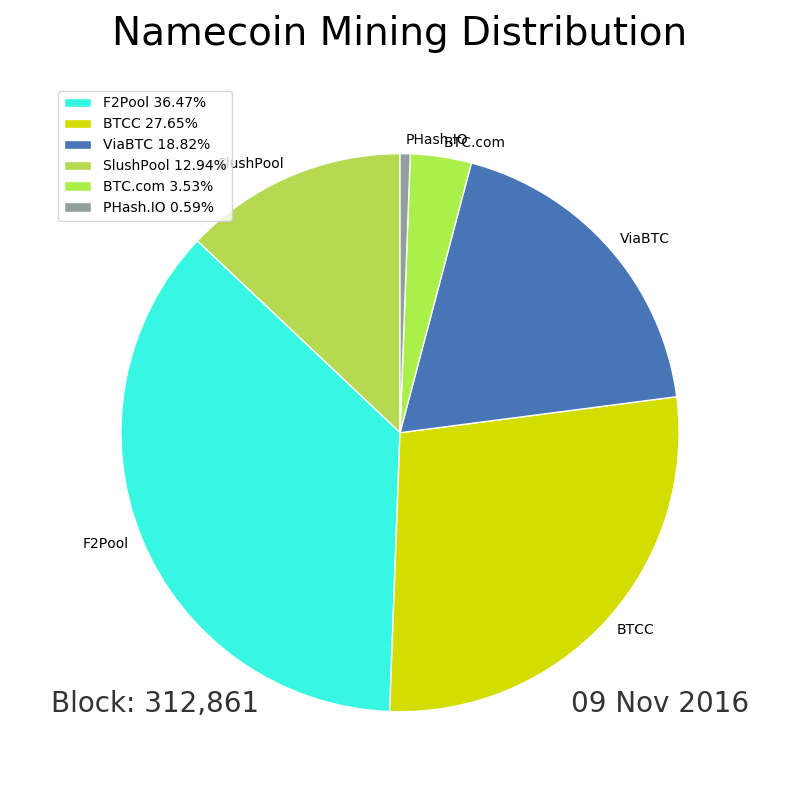 Namecoin Mining Distribution
F2Pool 36.47%
BTCC 27.65%
ViaBTC 18.82%
SlushPool 12.94%
BTC.com 3.53%
PHash.IO 0.59%
SlushPool
PHash.IO
BTC.com
ViaBTC
F2Pool
BTCC
Block: 312,861
09 Nov 2016